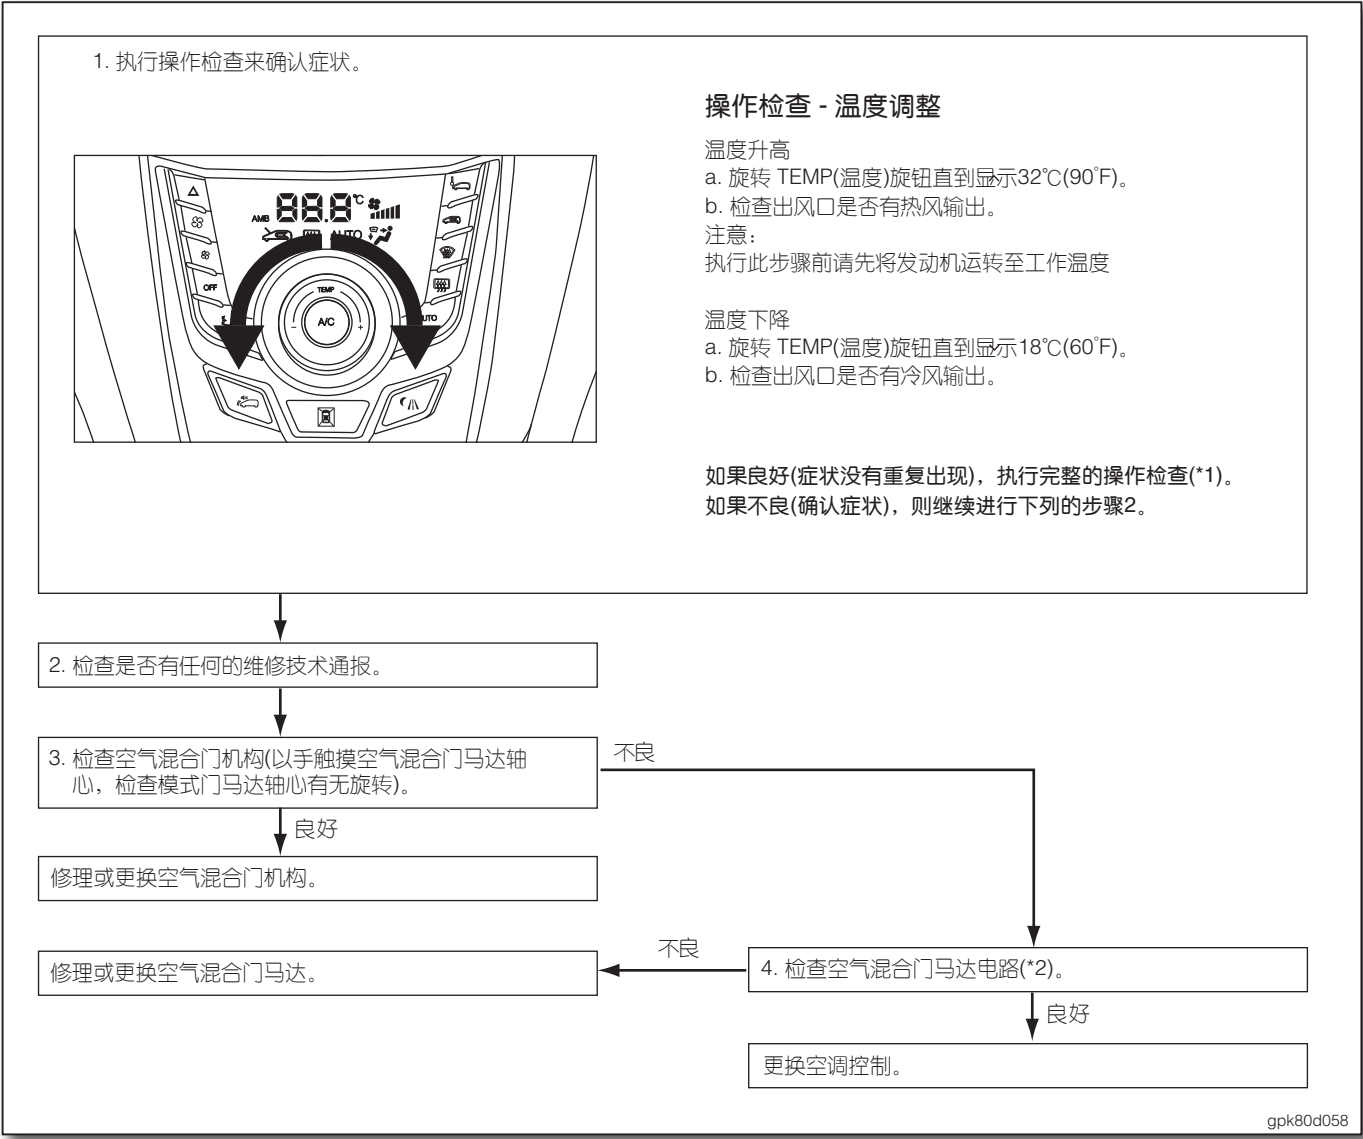 1. 执行操作检查来确认症状。
操作检查 - 温度调整
温度升高
a. 旋转 TEMP(温度)旋钮直到显示32℃(90°F)。
b. 检查出风口是否有热风输出。
注意：
执行此步骤前请先将发动机运转至工作温度
温度下降
a. 旋转 TEMP(温度)旋钮直到显示18℃(60°F)。
b. 检查出风口是否有冷风输出。
如果良好(症状没有重复出现)，执行完整的操作检查(*1)。
如果不良(确认症状)，则继续进行下列的步骤2。
AMB 88.8℃
AUTO
OFF
TEMP
A/C
- +
UTO
2. 检查是否有任何的维修技术通报。
3. 检查空气混合门机构(以手触摸空气混合门马达轴
心，检查模式门马达轴心有无旋转)。
不良
良好
修理或更换空气混合门机构。
修理或更换空气混合门马达。
不良
4. 检查空气混合门马达电路(*2)。
良好
更换空调控制。
gpk80d058